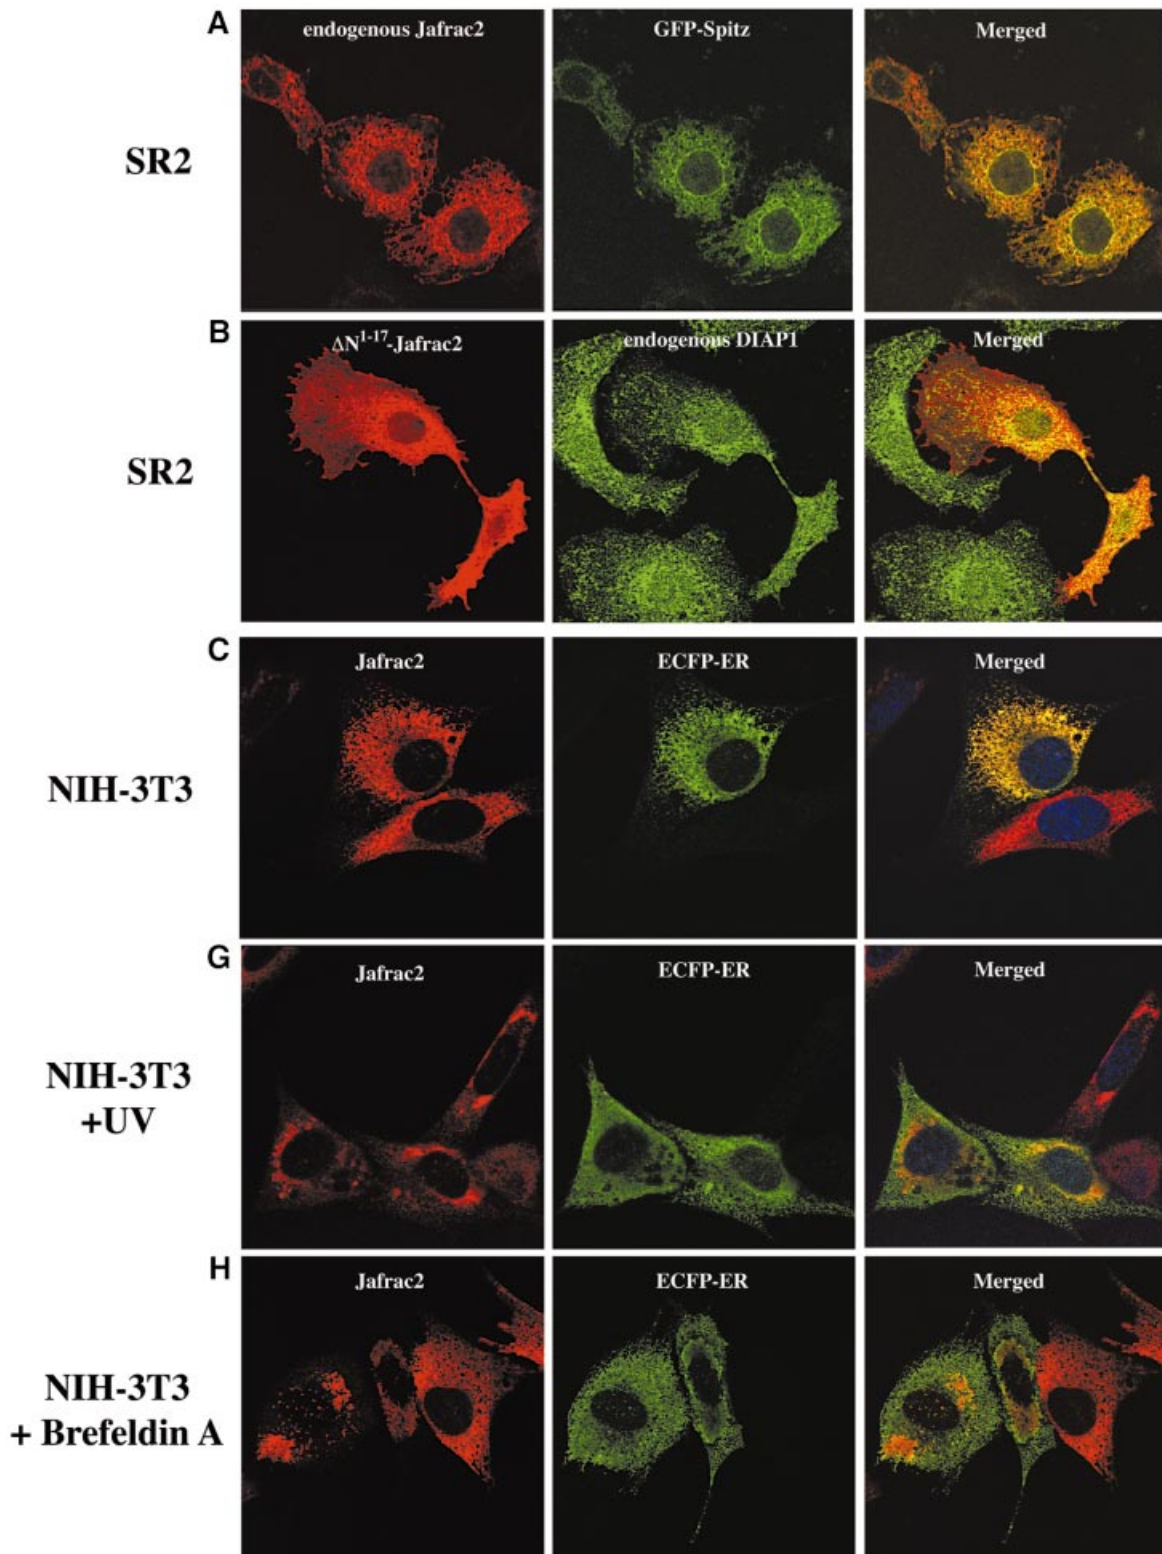 A
endogenous Jafrac2
GFP-Spitz
Merged
SR2
B
ΔN¹⁻¹⁷-Jafrac2
endogenous DIAP1
Merged
SR2
C
Jafrac2
ECFP-ER
Merged
NIH-3T3
G
Jafrac2
ECFP-ER
Merged
NIH-3T3
+UV
H
Jafrac2
ECFP-ER
Merged
NIH-3T3
+ Brefeldin A